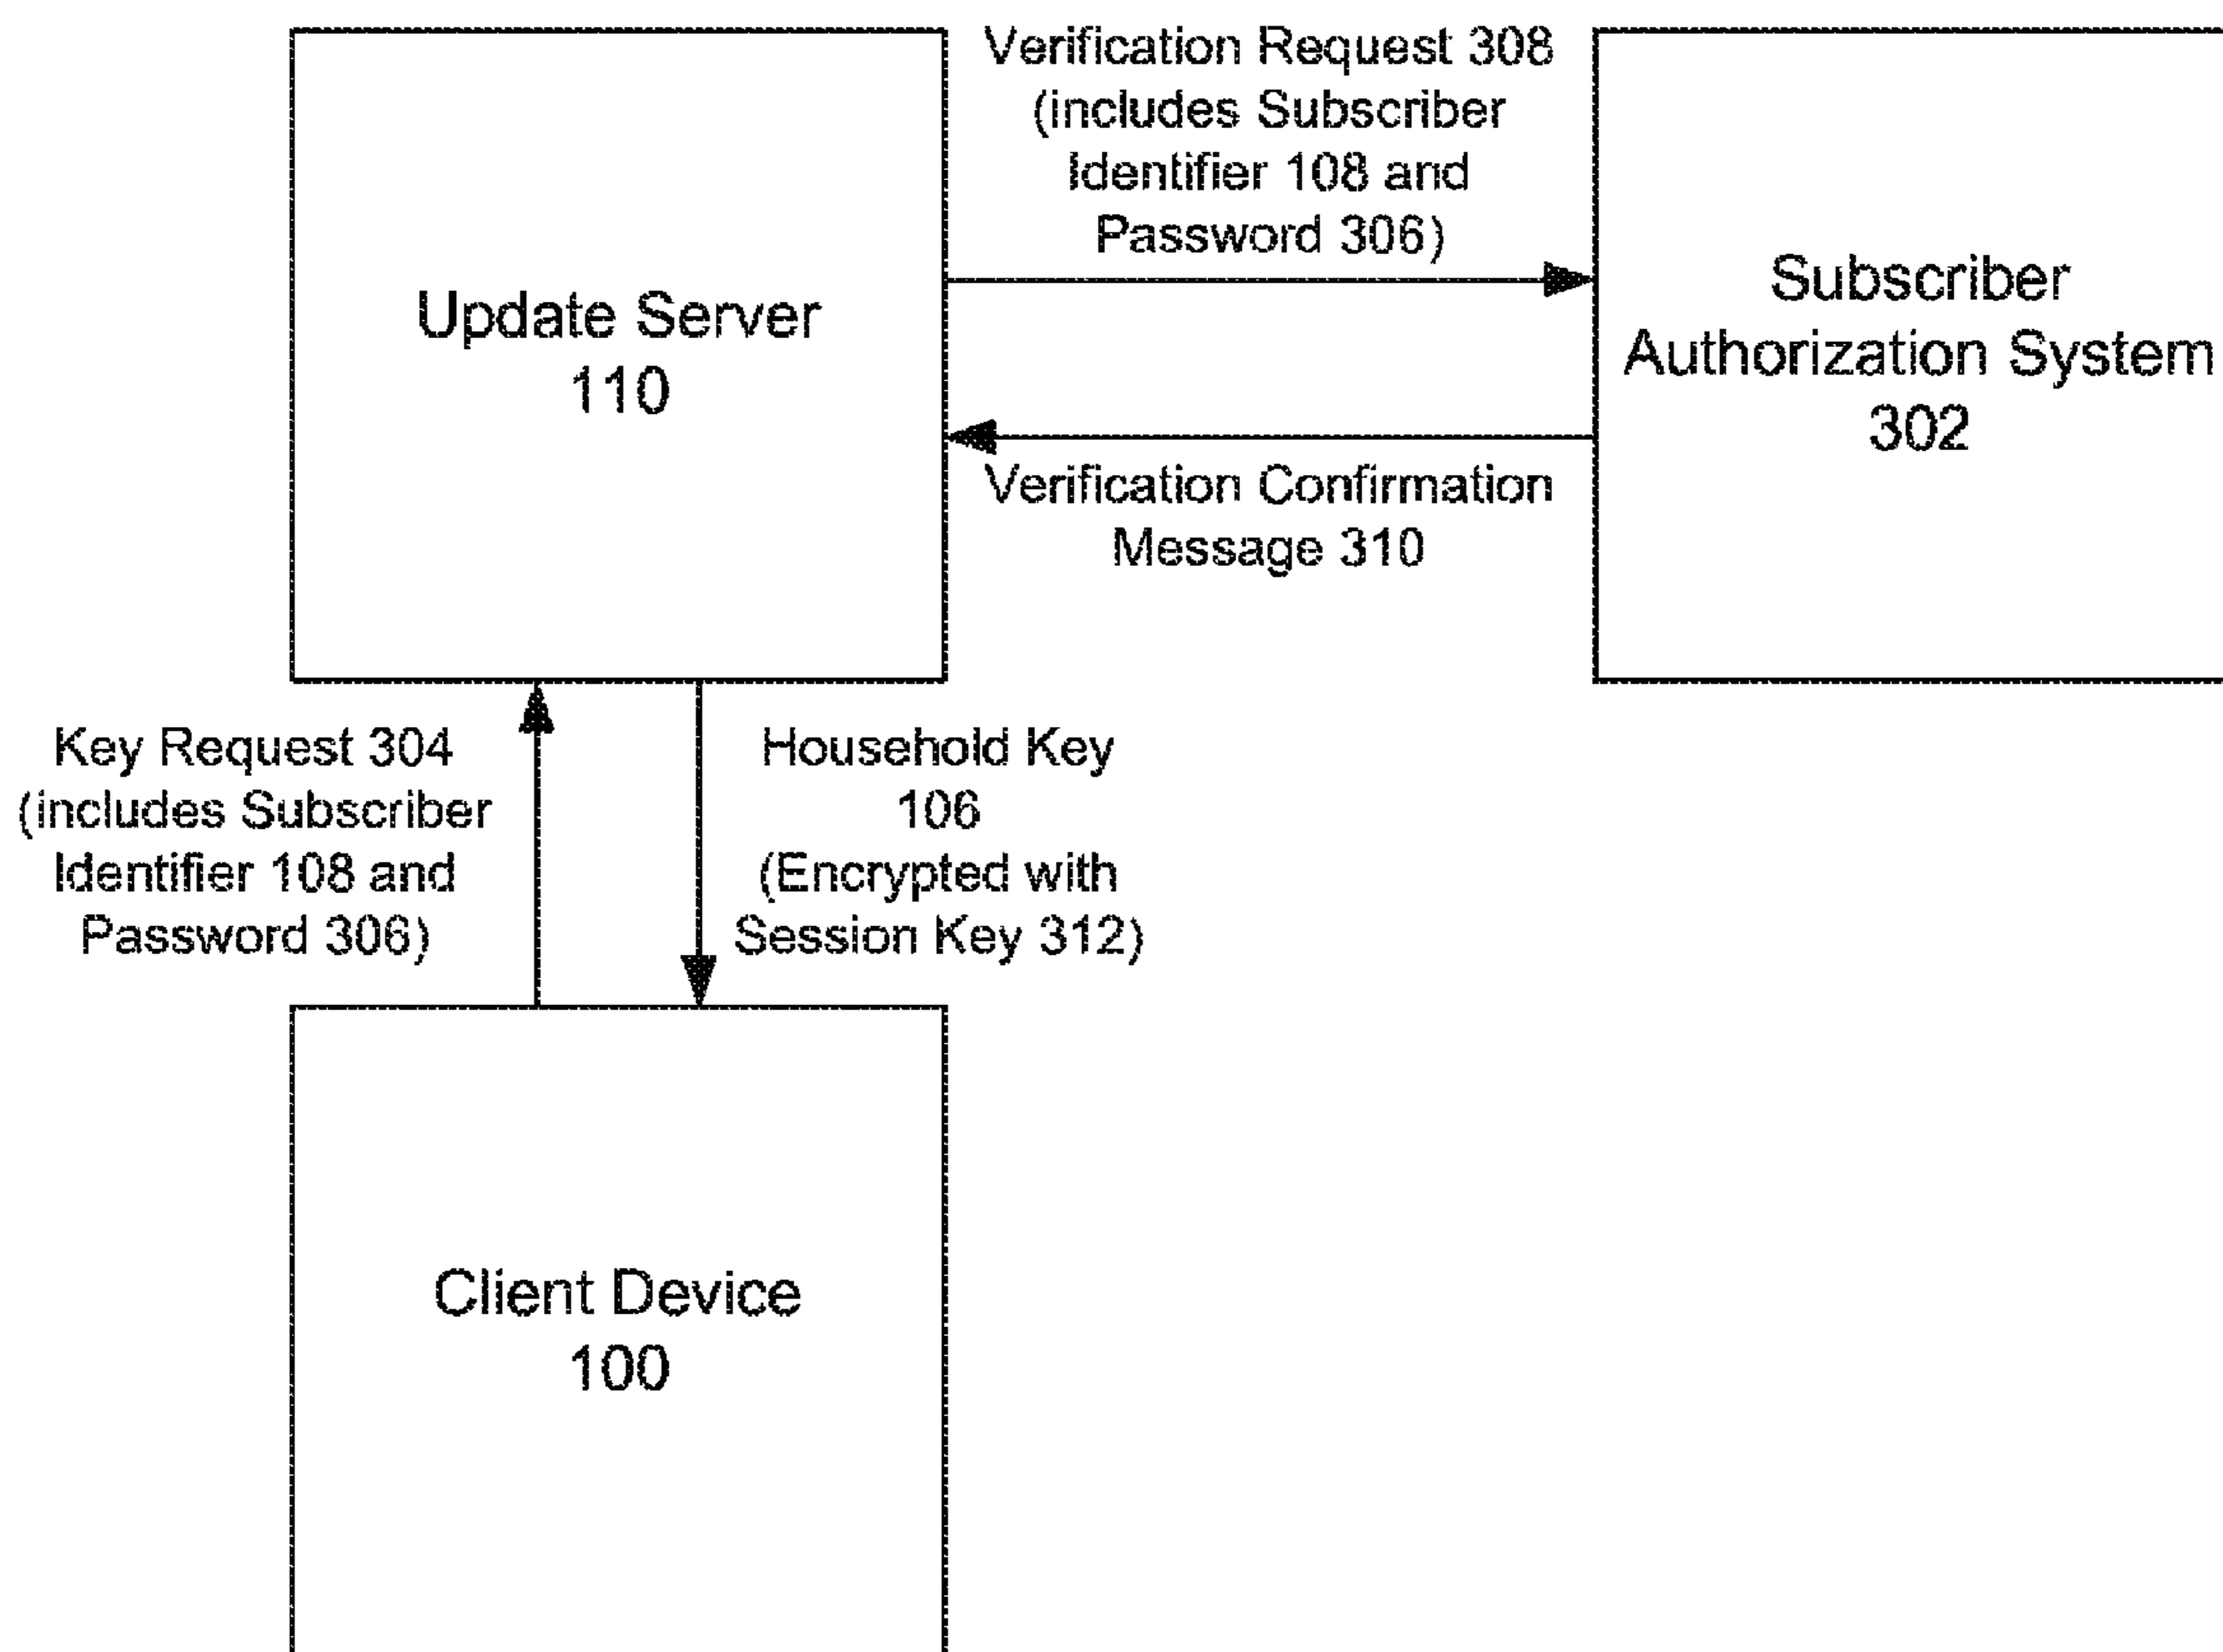 Update Server
110
Verification Request 308
(includes Subscriber
Identifier 108 and
Password 306)
Verification Confirmation
Message 310
Subscriber
Authorization System
302
Key Request 304
(includes Subscriber
Identifier 108 and
Password 306)
Household Key
106
(Encrypted with
Session Key 312)
Client Device
100